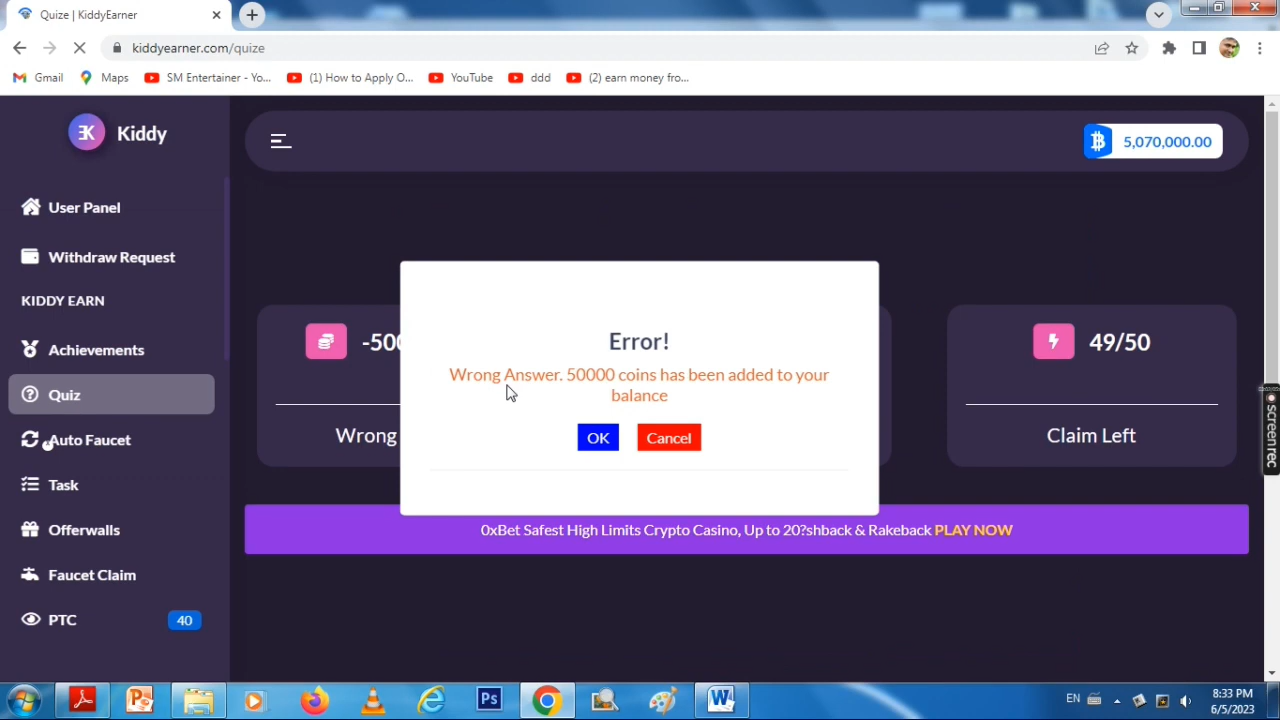 Quize | KiddyEarner
kiddyearner.com/quize
Gmail
Maps
SM Entertainer - Yo...
(1) How to Apply O...
YouTube
ddd
(2) earn money fro...
Kiddy
5,070,000.00
User Panel
Withdraw Request
KIDDY EARN
Achievements
Quiz
Auto Faucet
Task
Offerwalls
Faucet Claim
PTC
40
-500
Wrong
Error!
Wrong Answer. 50000 coins has been added to your
balance
OK
Cancel
49/50
Claim Left
0xBet Safest High Limits Crypto Casino, Up to 20?shback & Rakeback PLAY NOW
screenrec
Ps
EN
8:33 PM
6/5/2023